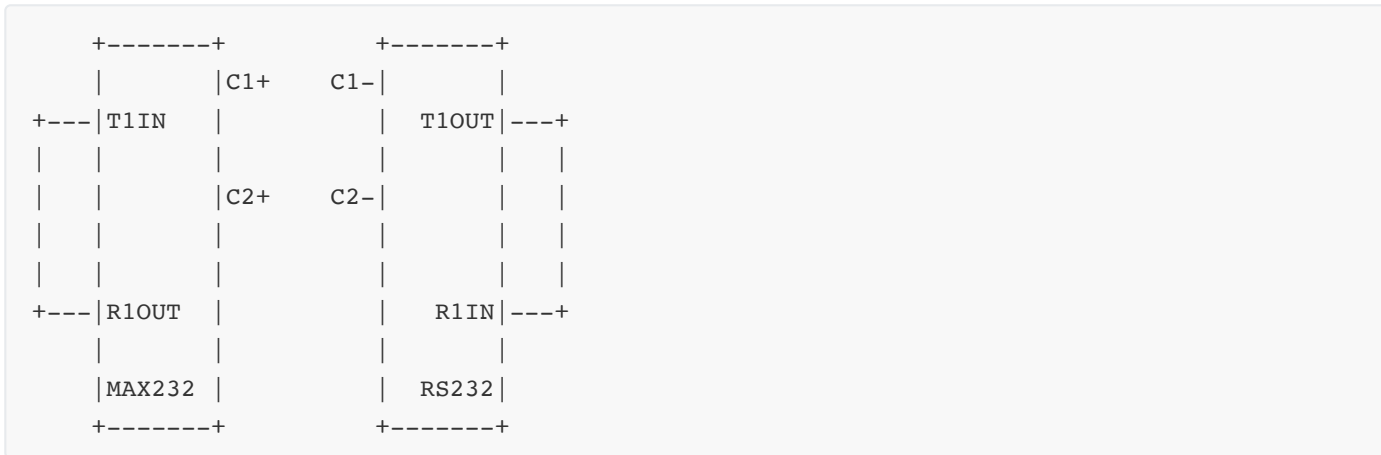 +-------+          +-------+
|       |C1+    C1-|       |
+---|T1IN   |          |  T1OUT|---+
|   |       |          |       |   |
|   |       |C2+    C2-|       |   |
|   |       |          |       |   |
|   |       |          |       |   |
+---|R1OUT  |          |   R1IN|---+
|       |          |       |
|MAX232 |          |  RS232|
+-------+          +-------+